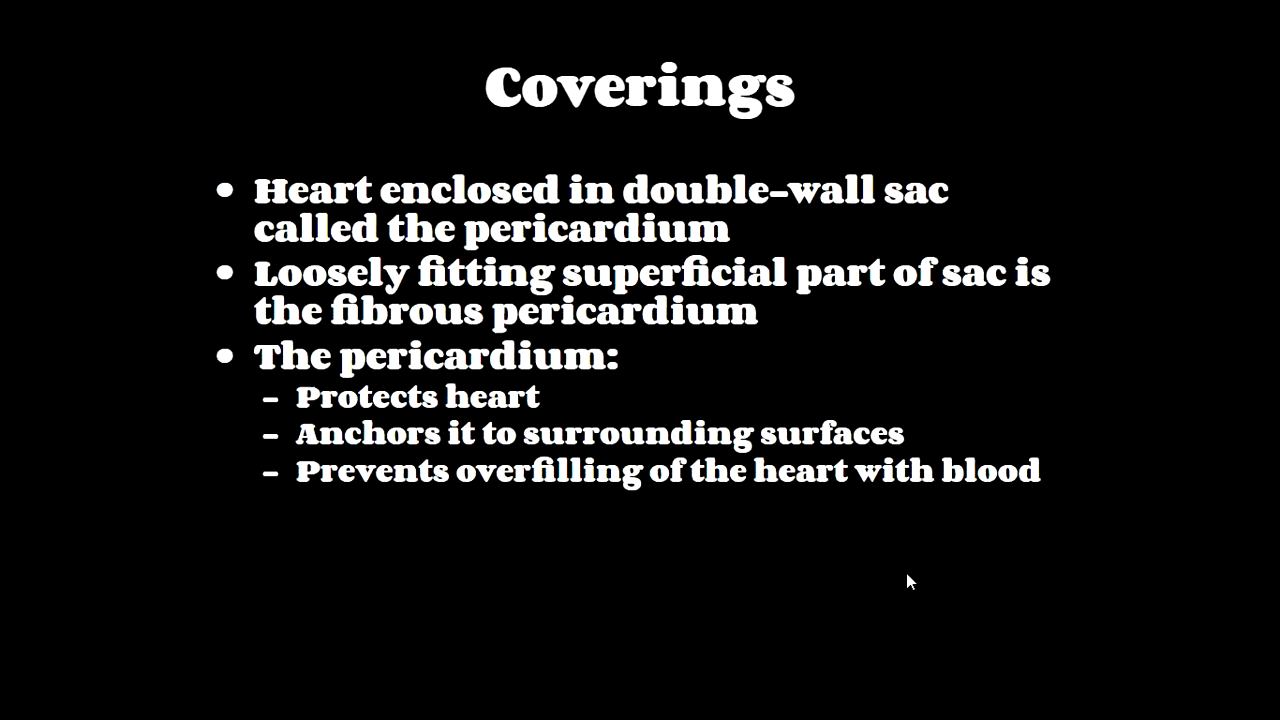 Coverings
• Heart enclosed in double-wall sac
called the pericardium
• Loosely fitting superficial part of sac is
the fibrous pericardium
• The pericardium:
– Protects heart
– Anchors it to surrounding surfaces
– Prevents overfilling of the heart with blood